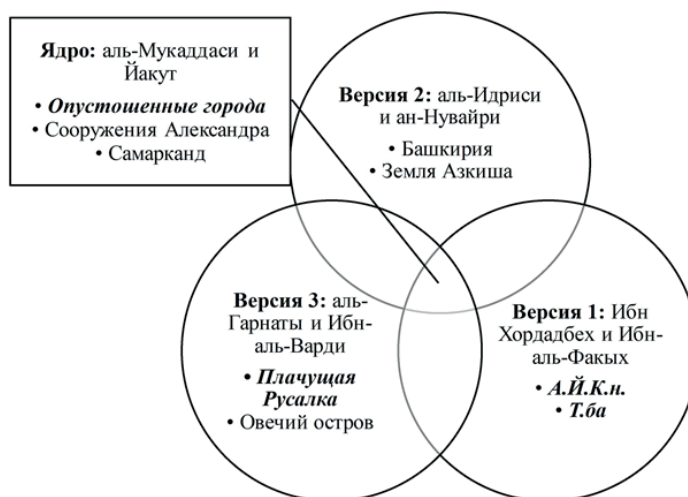 Ядро: аль-Мукаддаси и
Йакут
• Опустошенные города
• Сооружения Александра
• Самарканд
Версия 2: аль-Идриси
и ан-Нувайри
• Башкирия
• Земля Азкиша
Версия 3: аль-
Гарнаты и Ибн-
аль-Варди
• Плачущая
Русалка
• Овечий остров
Версия 1: Ибн
Хордадбех и Ибн-
аль-Факых
• А.Й.К.н.
• Т.ба